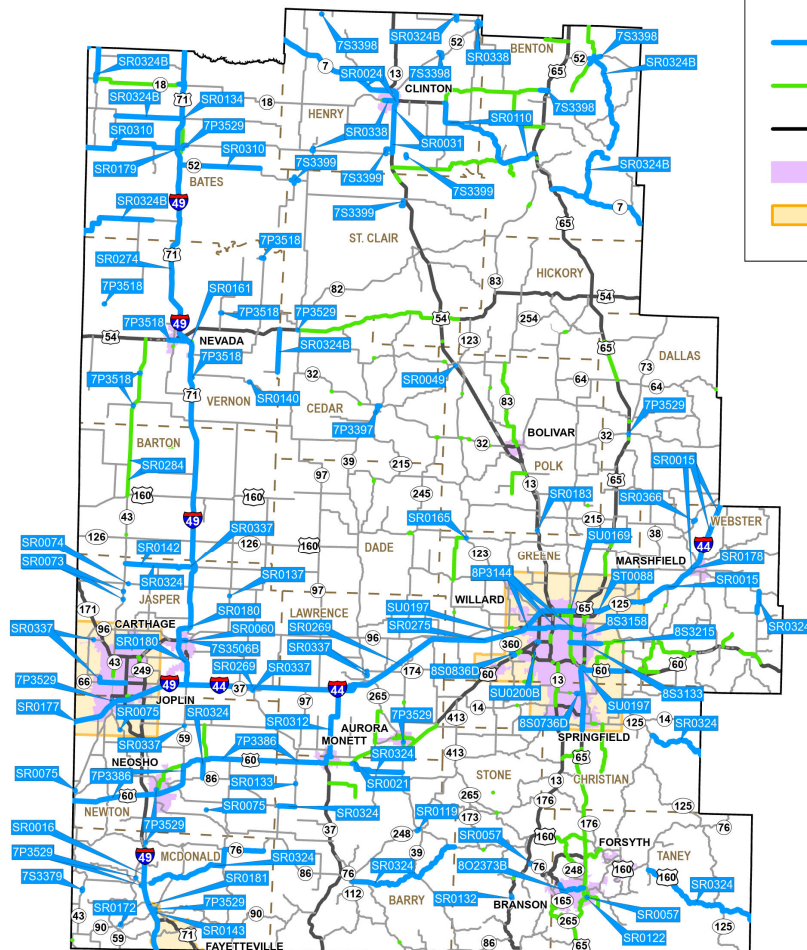 7S3398
SR0324B
52
SR0338
BENTON
65
52
7S3398
SR0324B
7
13
SR0324B
SR0024
7S3398
CLINTON
18
71
SR0134
18
HENRY
7S3398
SR0324B
SR0310
7P3529
SR0338
SR0031
SR0110
SR0179
52
SR0310
7S3399
7S3399
7S3399
SR0324B
BATES
49
7S3399
7
SR0324B
71
ST. CLAIR
65
7P3518
SR0274
HICKORY
83
82
54
7P3518
SR0161
7P3518
49
7P3518
7P3529
54
254
54
NEVADA
SR0324B
123
65
DALLAS
7P3518
73
SR0049
32
64
64
7P3518
71
VERNON
SR0140
CEDAR
83
7P3397
7P3529
BARTON
BOLIVAR
32
32
39
215
POLK
SR0015
SR0284
97
13
65
160
160
245
SR0183
SR0366
WEBSTER
43
49
SR0165
215
SU0169
38
44
126
SR0337
126
160
DADE
123
GREENE
MARSHFIELD
SR0178
SR0074
SR0142
8P3144
ST0088
SR0073
SR0324
SR0137
97
WILLARD
SR0015
JASPER
LAWRENCE
SU0197
65
125
171
CARTHAGE
SR0180
SR0269
SR0275
8S3158
SR0324
SR0337
96
SR0180
SR0060
96
360
8S3215
43
7S3506B
SR0337
249
SR0269
SR0337
174
8S0836D
60
60
66
49
44
37
44
SU0200B
13
8S3133
7P3529
JOPLIN
97
265
SR0177
SR0075
SR0324
14
SU0197
SR0312
AURORA
7P3529
413
8S0736D
125
14
SR0324
SR0337
59
MONETT
SPRINGFIELD
NEOSHO
7P3386
60
SR0324
413
65
SR0075
7P3386
86
SR0133
SR0021
STONE
13
CHRISTIAN
60
265
NEWTON
SR0075
SR0324
SR0119
173
176
125
SR0016
37
248
SR0057
160
176
76
7P3529
FORSYTH
7P3529
49
MCDONALD
76
SR0324
39
76
8O2373B
248
160
TANEY
7S3379
86
76
SR0324
160
SR0181
112
SR0324
BARRY
SR0132
BRANSON
165
SR0057
43
SR0172
7P3529
265
125
90
59
SR0143
90
SR0122
71
FAYETTEVILLE
86
65